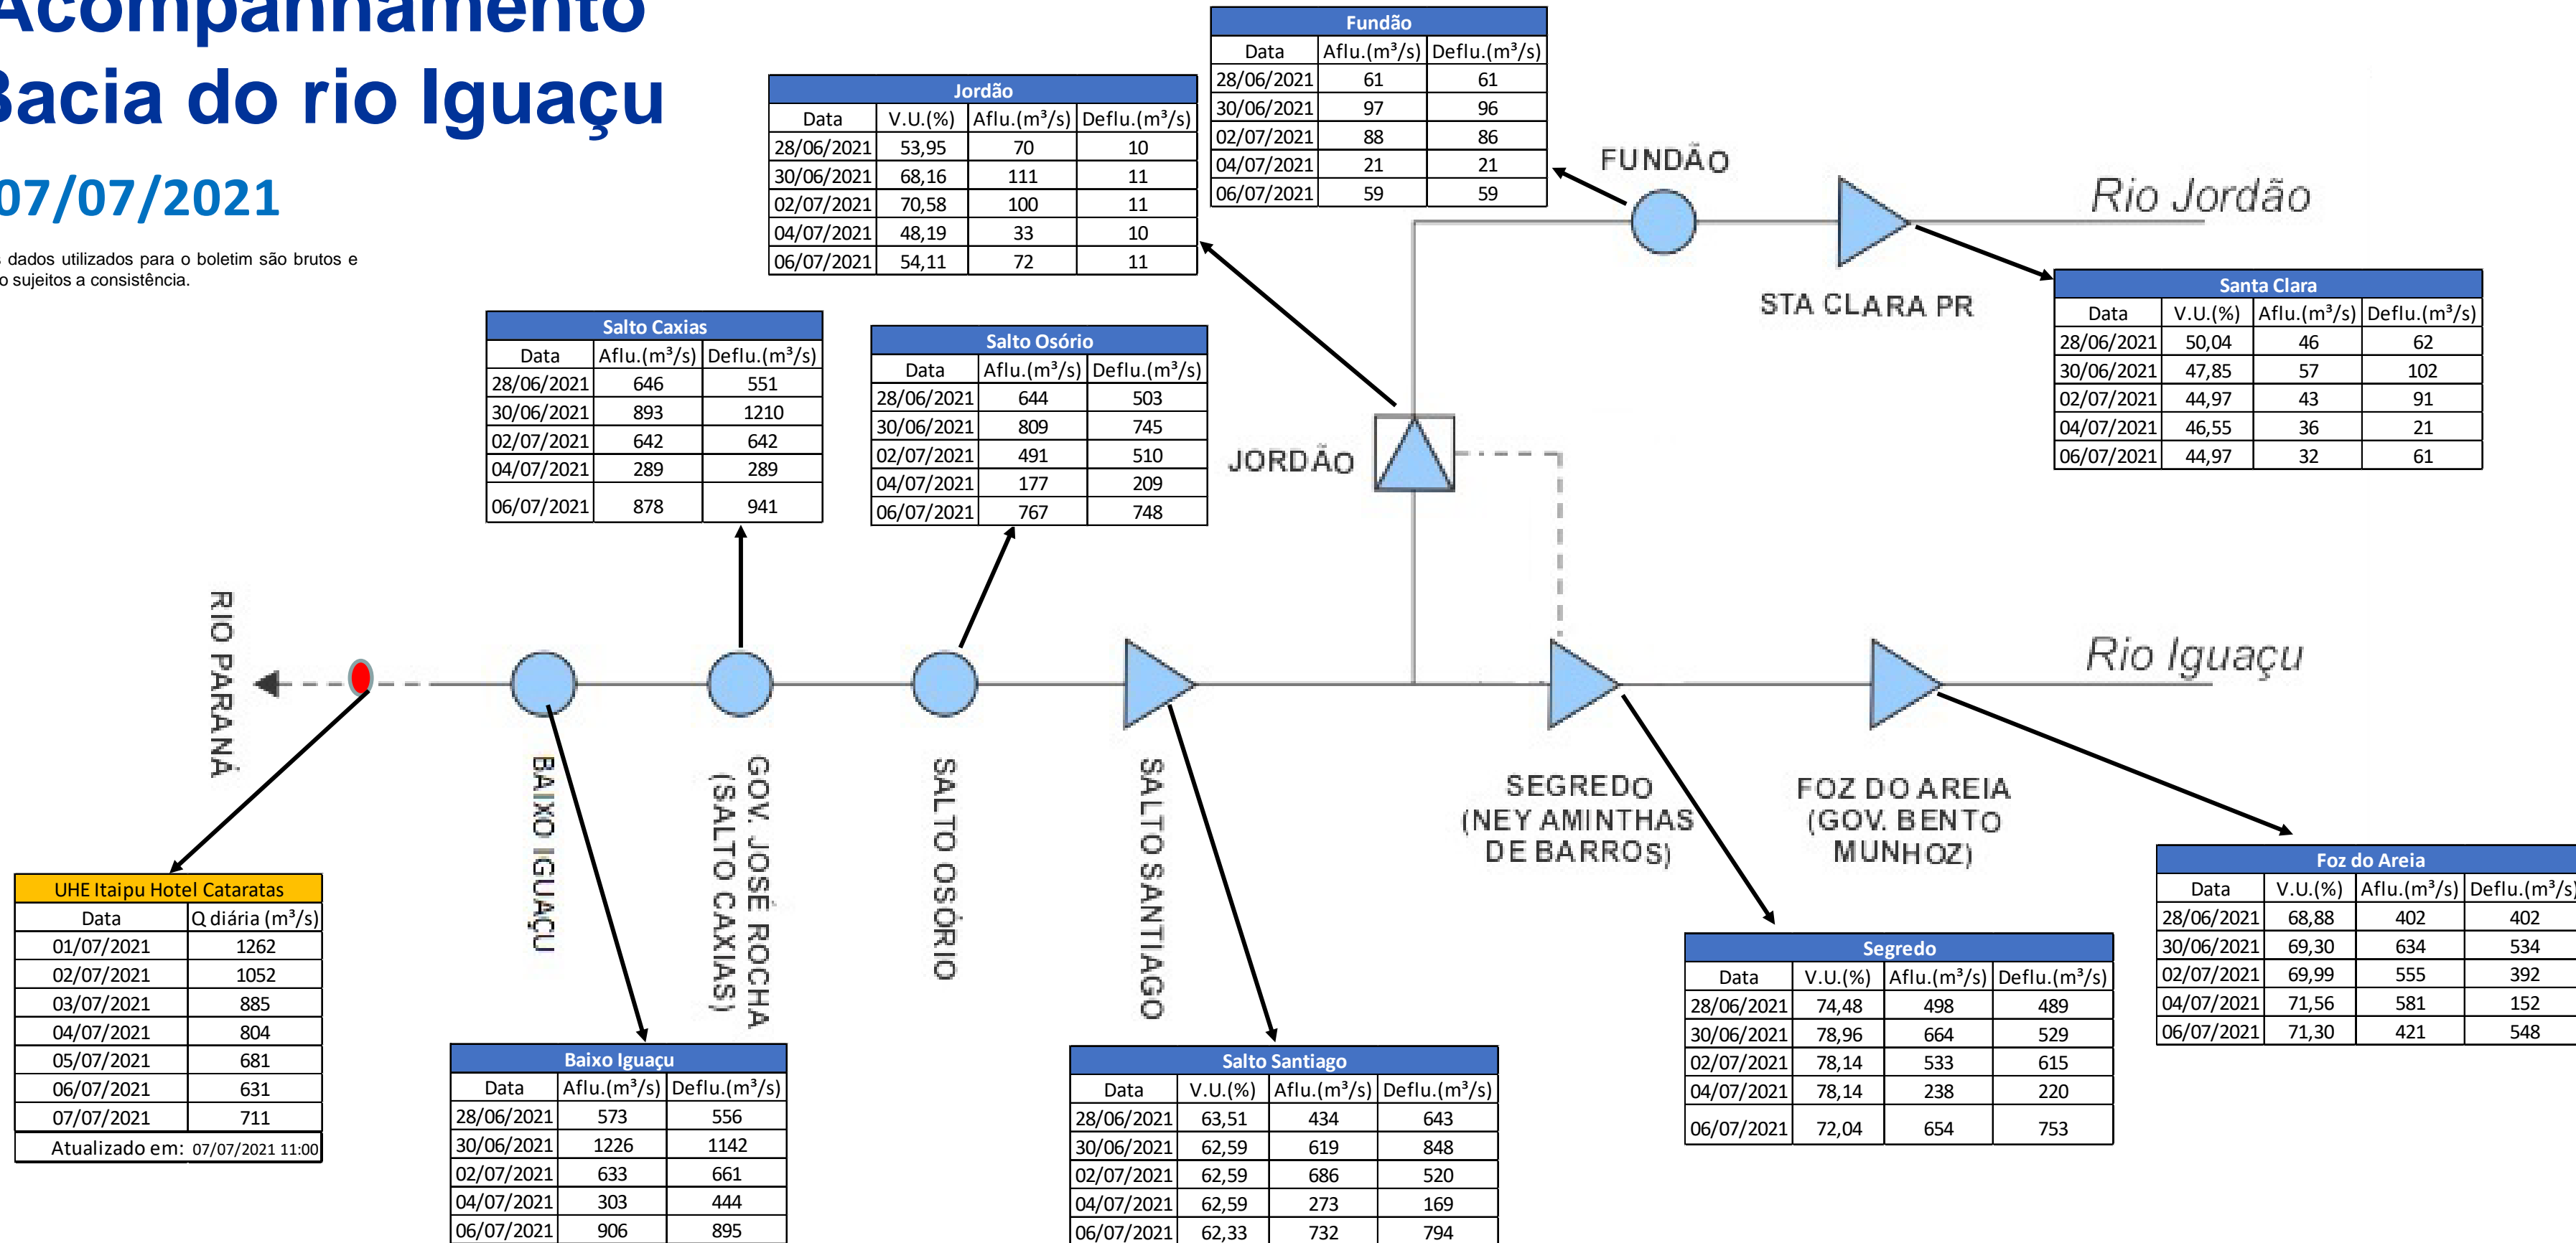 Acompanhamento
Bacia do rio Iguaçu
07/07/2021
s dados utilizados para o boletim são brutos e
o sujeitos a consistência.
Fundão
Data Aflu.(m³/s) Deflu.(m³/s)
28/06/2021 61 61
30/06/2021 97 96
02/07/2021 88 86
04/07/2021 21 21
06/07/2021 59 59
Jordão
Data V.U.(%) Aflu.(m³/s) Deflu.(m³/s)
28/06/2021 53,95 70 10
30/06/2021 68,16 111 11
02/07/2021 70,58 100 11
04/07/2021 48,19 33 10
06/07/2021 54,11 72 11
FUNDÃO
Rio Jordão
STA CLARA PR
Santa Clara
Data V.U.(%) Aflu.(m³/s) Deflu.(m³/s)
28/06/2021 50,04 46 62
30/06/2021 47,85 57 102
02/07/2021 44,97 43 91
04/07/2021 46,55 36 21
06/07/2021 44,97 32 61
Salto Caxias
Data Aflu.(m³/s) Deflu.(m³/s)
28/06/2021 646 551
30/06/2021 893 1210
02/07/2021 642 642
04/07/2021 289 289
06/07/2021 878 941
Salto Osório
Data Aflu.(m³/s) Deflu.(m³/s)
28/06/2021 644 503
30/06/2021 809 745
02/07/2021 491 510
04/07/2021 177 209
06/07/2021 767 748
JORDÃO
RIO PARANÁ
Rio Iguaçu
BAIXO IGUAÇU
GOV. JOSÉ ROCHA
(SALTO CAXIAS)
SALTO OSÓRIO
SALTO SANTIAGO
SEGREDO
(NEY AMINTHAS
DE BARROS)
FOZ DO AREIA
(GOV. BENTO
MUNHOZ)
UHE Itaipu Hotel Cataratas
Data Q diária (m³/s)
01/07/2021 1262
02/07/2021 1052
03/07/2021 885
04/07/2021 804
05/07/2021 681
06/07/2021 631
07/07/2021 711
Atualizado em: 07/07/2021 11:00
Baixo Iguaçu
Data Aflu.(m³/s) Deflu.(m³/s)
28/06/2021 573 556
30/06/2021 1226 1142
02/07/2021 633 661
04/07/2021 303 444
06/07/2021 906 895
Salto Santiago
Data V.U.(%) Aflu.(m³/s) Deflu.(m³/s)
28/06/2021 63,51 434 643
30/06/2021 62,59 619 848
02/07/2021 62,59 686 520
04/07/2021 62,59 273 169
06/07/2021 62,33 732 794
Segredo
Data V.U.(%) Aflu.(m³/s) Deflu.(m³/s)
28/06/2021 74,48 498 489
30/06/2021 78,96 664 529
02/07/2021 78,14 533 615
04/07/2021 78,14 238 220
06/07/2021 72,04 654 753
Foz do Areia
Data V.U.(%) Aflu.(m³/s) Deflu.(m³/s)
28/06/2021 68,88 402 402
30/06/2021 69,30 634 534
02/07/2021 69,99 555 392
04/07/2021 71,56 581 152
06/07/2021 71,30 421 548